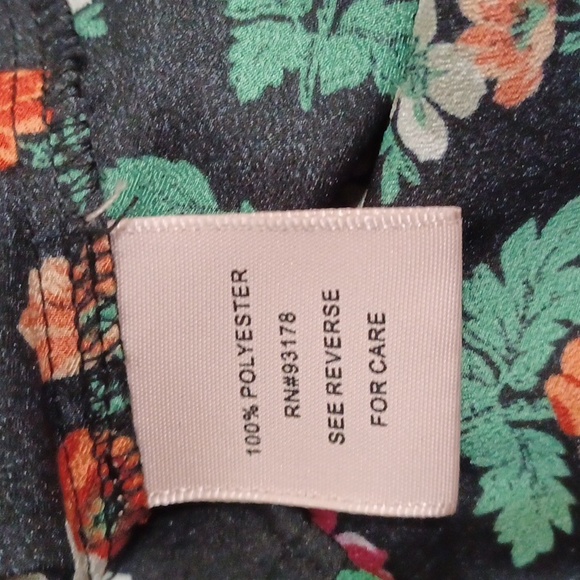 100% POLYESTER
RN#93178
SEE REVERSE
FOR CARE